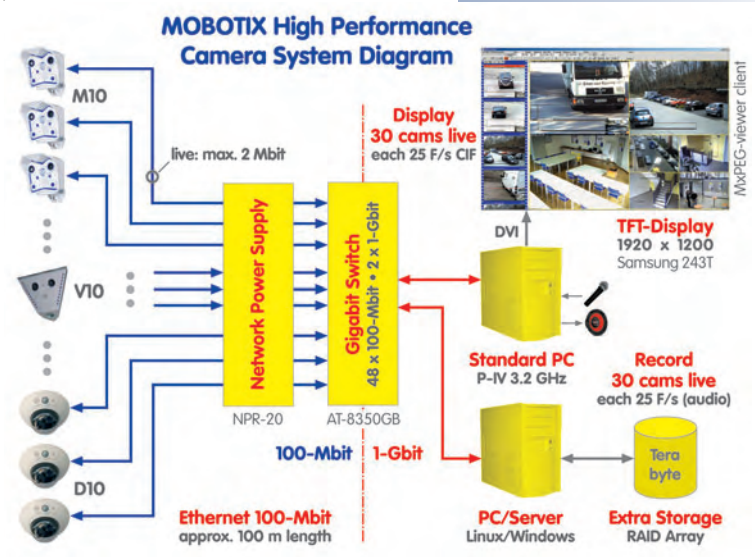 MOBOTIX High Performance
Camera System Diagram
M10
live: max. 2 Mbit
Display
30 cams live
each 25 F/s CIF
MxPEG-viewer client
DVI
TFT-Display
1920 x 1200
Samsung 243T
V10
Network Power Supply
Gigabit Switch
48 x 100-Mbit • 2 x 1-Gbit
NPR-20
AT-8350GB
Standard PC
P-IV 3.2 GHz
Record
30 cams live
each 25 F/s (audio)
100-Mbit
1-Gbit
Tera
byte
D10
Ethernet 100-Mbit
approx. 100 m length
PC/Server
Linux/Windows
Extra Storage
RAID Array